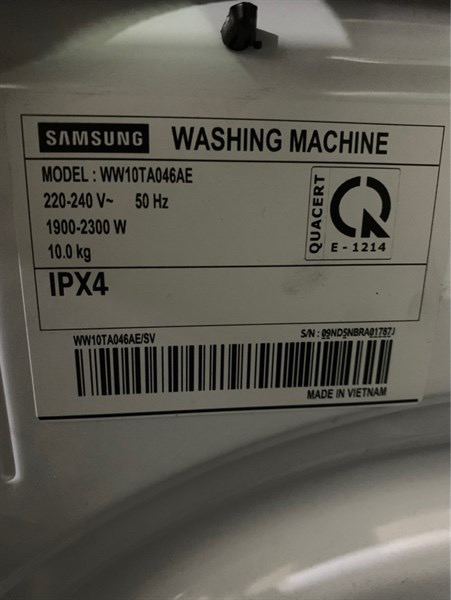 SAMSUNG WASHING MACHINE
MODEL : WW10TA046AE
220-240 V~ 50 Hz
1900-2300 W
10.0 kg
QUACERT
E - 1214
IPX4
WW10TA046AE/SV
S/N : 09ND5NBRA01787J
MADE IN VIETNAM